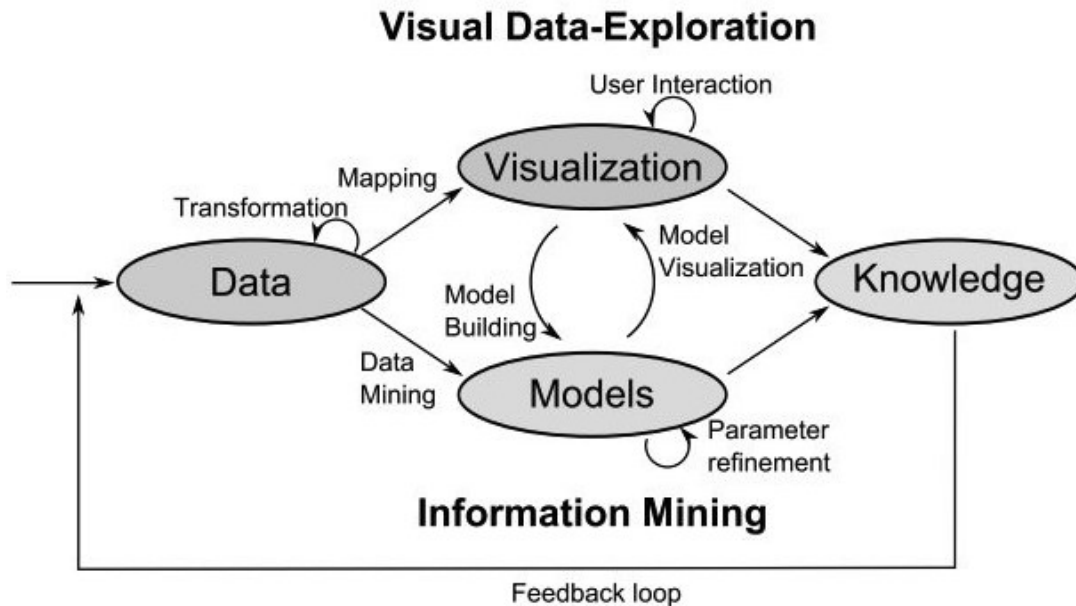 Visual Data-Exploration
User Interaction
Visualization
Mapping
Transformation
Data
Model
Visualization
Knowledge
Model
Building
Data
Mining
Models
Parameter
refinement
Information Mining
Feedback loop